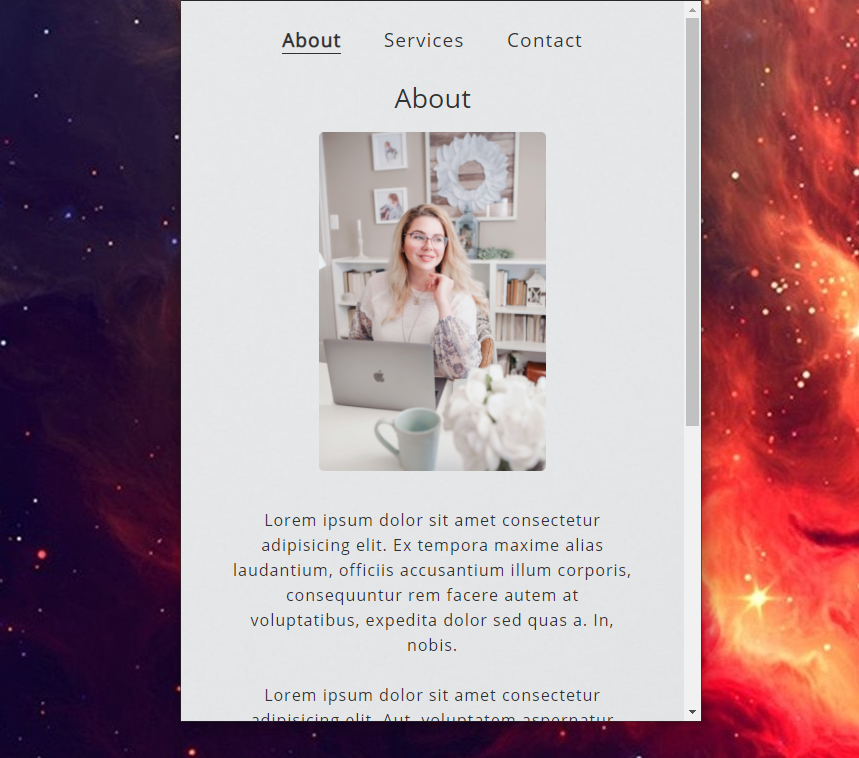 About Services Contact
About
Lorem ipsum dolor sit amet consectetur
adipisicing elit. Ex tempora maxime alias
laudantium, officiis accusantium illum corporis,
consequuntur rem facere autem at
voluptatibus, expedita dolor sed quas a. In,
nobis.
Lorem ipsum dolor sit amet consectetur
adipisicing elit. Aut, voluptatem aspernatur